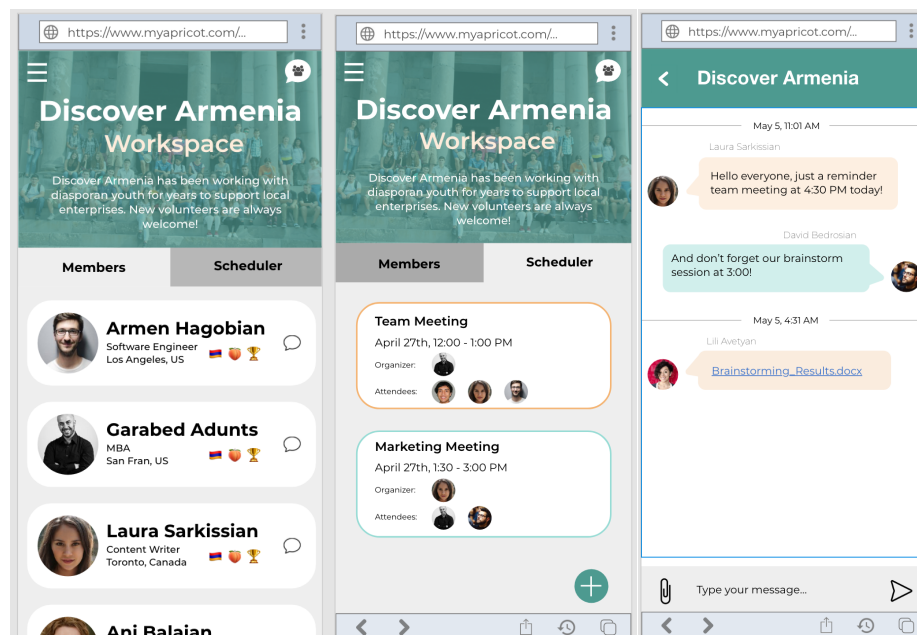 https://www.myapricot.com/...
Discover Armenia
Workspace
Discover Armenia has been working with
diasporan youth for years to support local
enterprises. New volunteers are always
welcome!
Members
Scheduler
Armen Hagobian
Software Engineer
Los Angeles, US
Garabed Adunts
MBA
San Fran, US
Laura Sarkissian
Content Writer
Toronto, Canada
Ani Balaian
https://www.myapricot.com/...
Discover Armenia
Workspace
Discover Armenia has been working with
diasporan youth for years to support local
enterprises. New volunteers are always
welcome!
Members
Scheduler
Team Meeting
April 27th, 12:00 - 1:00 PM
Organizer:
Attendees:
Marketing Meeting
April 27th, 1:30 - 3:00 PM
Organizer:
Attendees:
https://www.myapricot.com/...
Discover Armenia
May 5, 11:01 AM
Laura Sarkissian
Hello everyone, just a reminder
team meeting at 4:30 PM today!
David Bedrosian
And don't forget our brainstorm
session at 3:00!
May 5, 4:31 AM
Lili Avetyan
Brainstorming_Results.docx
Type your message...